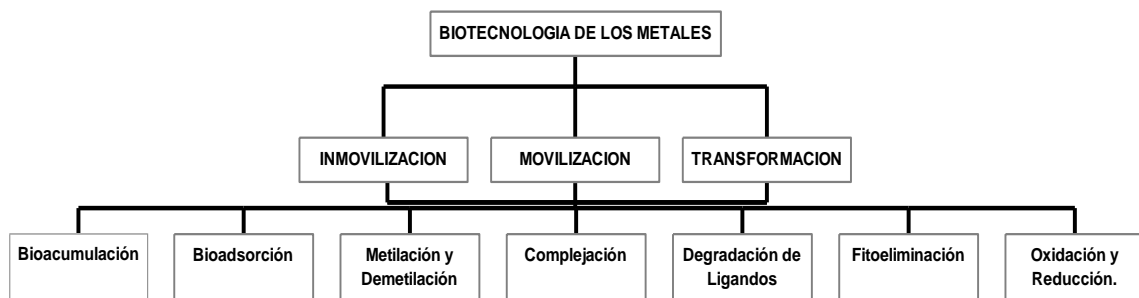 BIOTECNOLOGIA DE LOS METALES
INMOVILIZACION
MOVILIZACION
TRANSFORMACION
Bioacumulación
Bioadsorción
Metilación y
Demetilación
Complejación
Degradación de
Ligandos
Fitoeliminación
Oxidación y
Reducción.